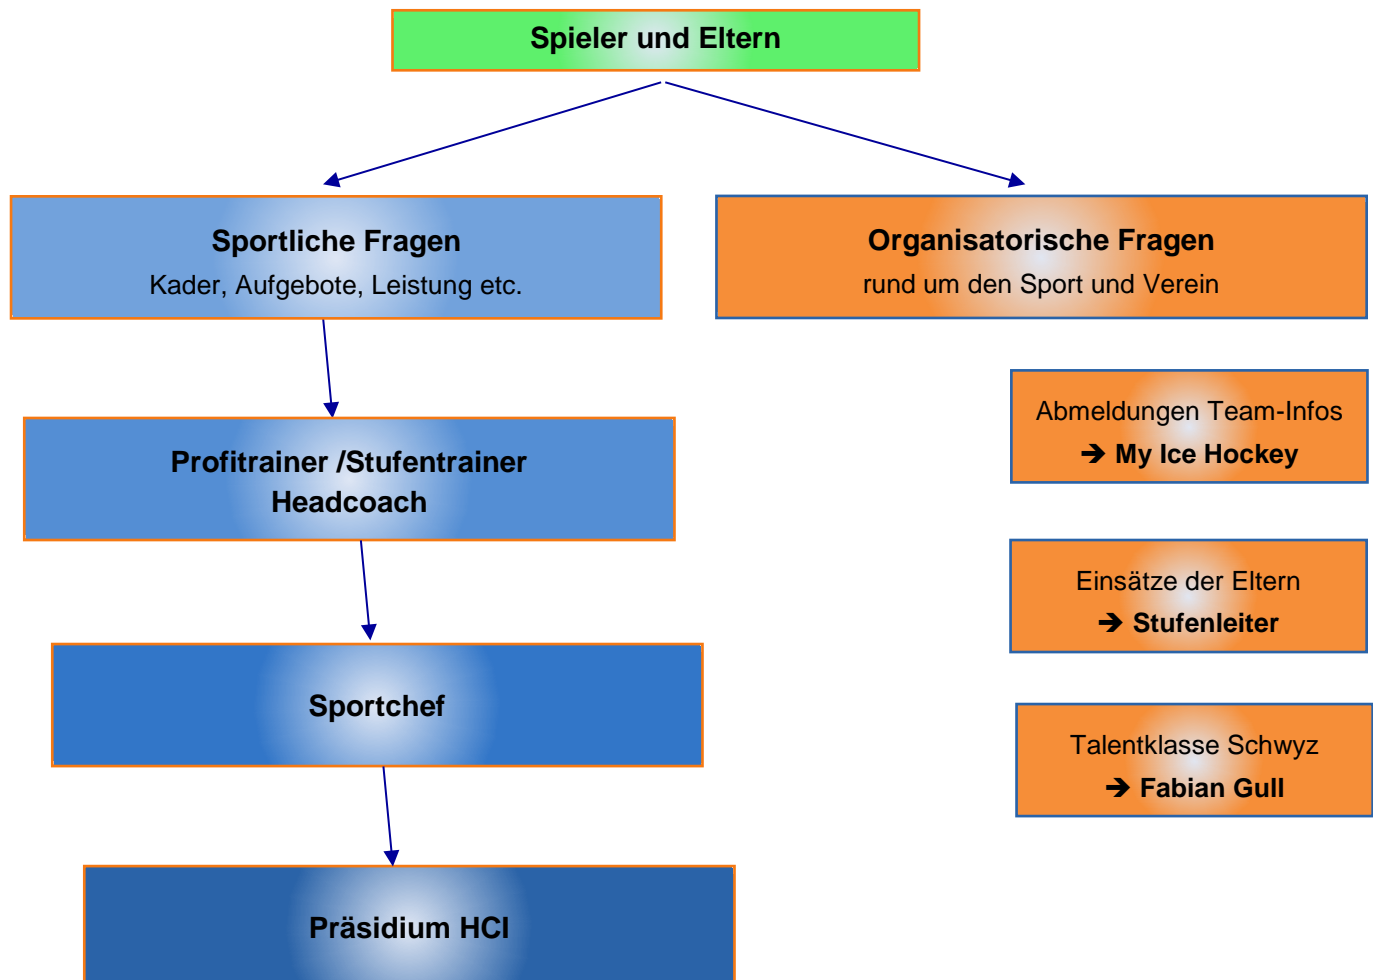 Spieler und Eltern
Sportliche Fragen
Kader, Aufgebote, Leistung etc.
Organisatorische Fragen
rund um den Sport und Verein
Profitrainer /Stufentrainer
Headcoach
Sportchef
Präsidium HCI
Abmeldungen Team-Infos
➔ My Ice Hockey
Einsätze der Eltern
➔ Stufenleiter
Talentklasse Schwyz
➔ Fabian Gull